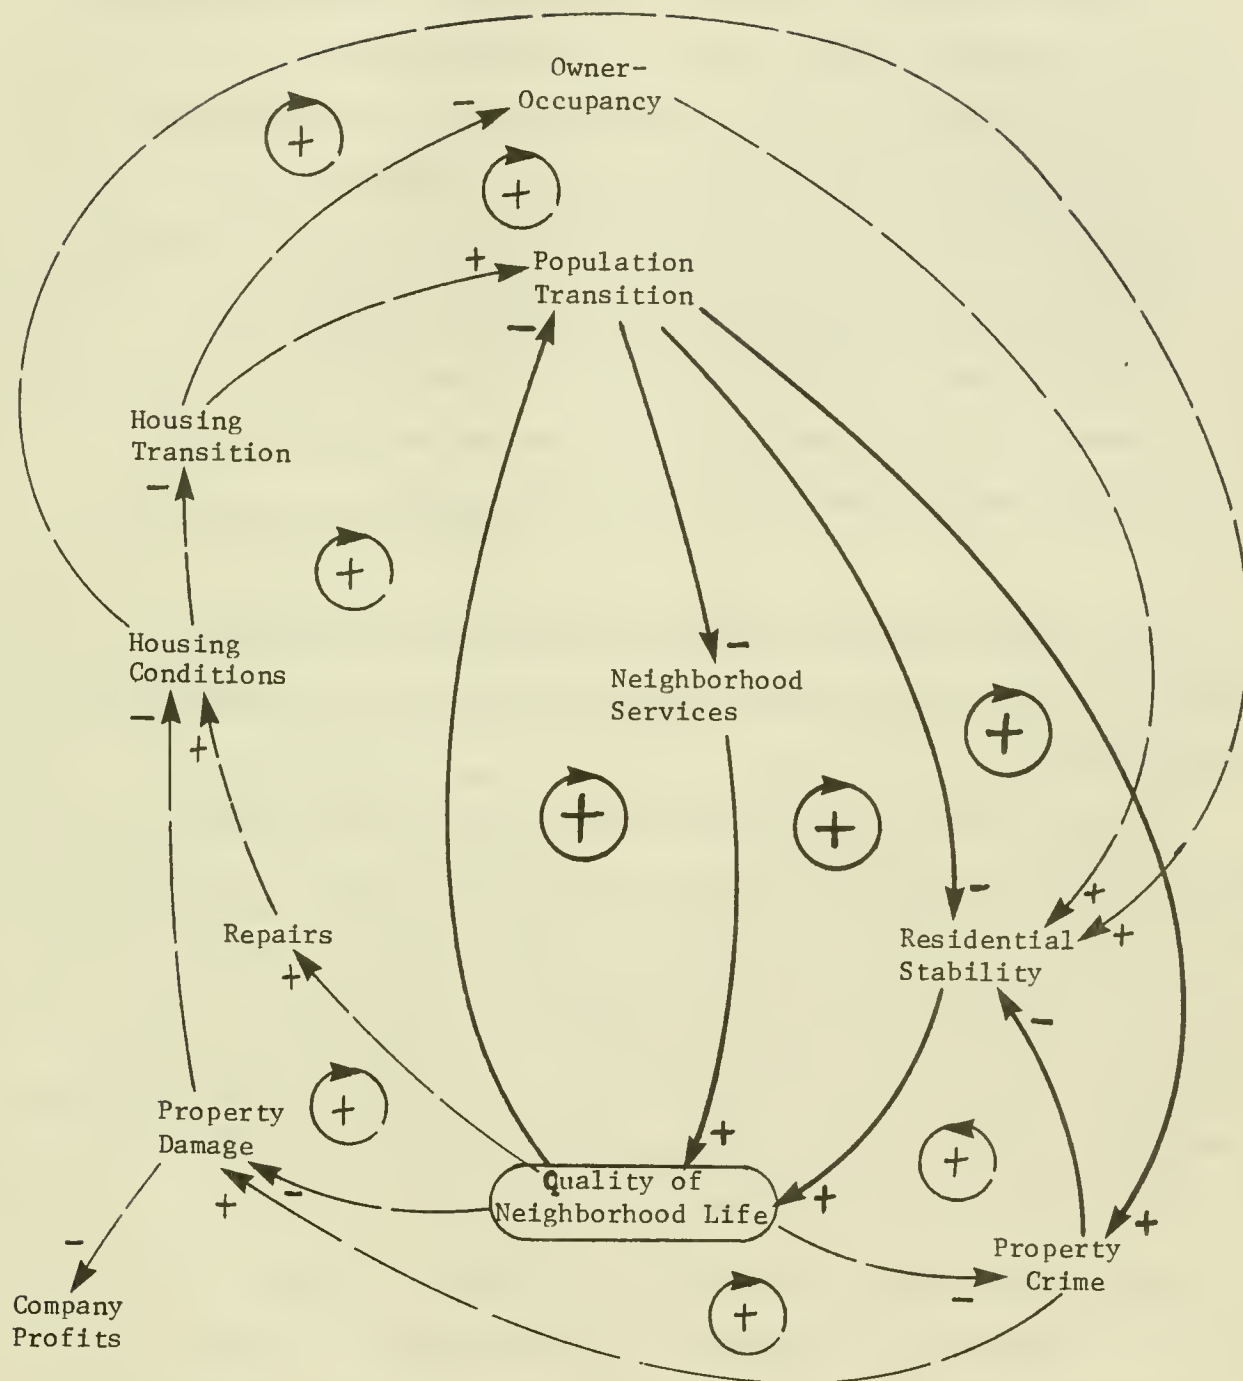 Owner-
Occupancy
-
+
+
+
Population
Transition
-
Housing
Transition
-
+
Housing
Conditions
-
Neighborhood
Services
-
+
+
+
+
-
+
+
Repairs
+
Residential
Stability
-
+
Property
Damage
+
+
Quality of
Neighborhood Life
-
+
+
+
-
Property
Crime
-
+
Company
Profits